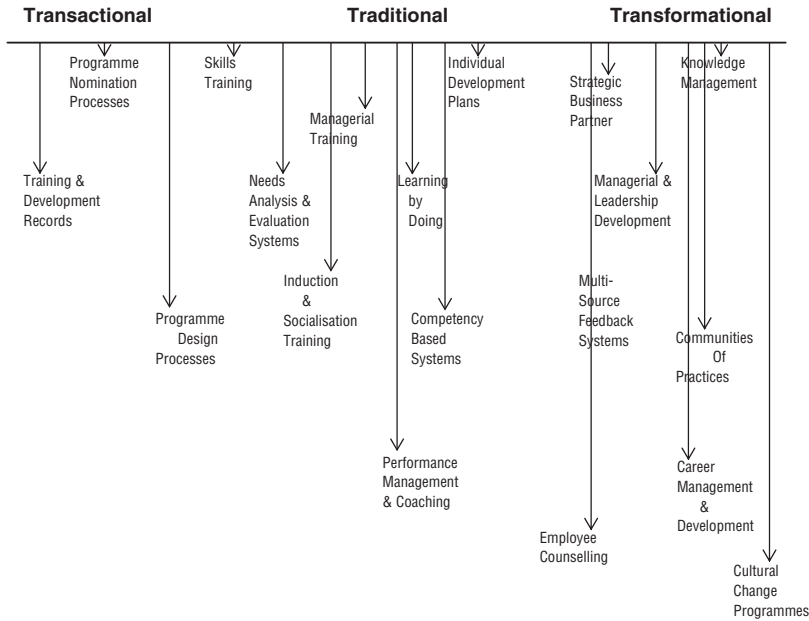 Transactional
Traditional
Transformational
Programme
Nomination
Processes
Skills
Training
Individual
Development
Plans
Strategic
Business
Partner
Knowledge
Management
Managerial
Training
Training &
Development
Records
Needs
Analysis &
Evaluation
Systems
Learning
by
Doing
Managerial &
Leadership
Development
Induction
&
Socialisation
Training
Multi-
Source
Feedback
Systems
Programme
Design
Processes
Competency
Based
Systems
Communities
Of
Practices
Performance
Management
& Coaching
Career
Management
&
Development
Employee
Counselling
Cultural
Change
Programmes